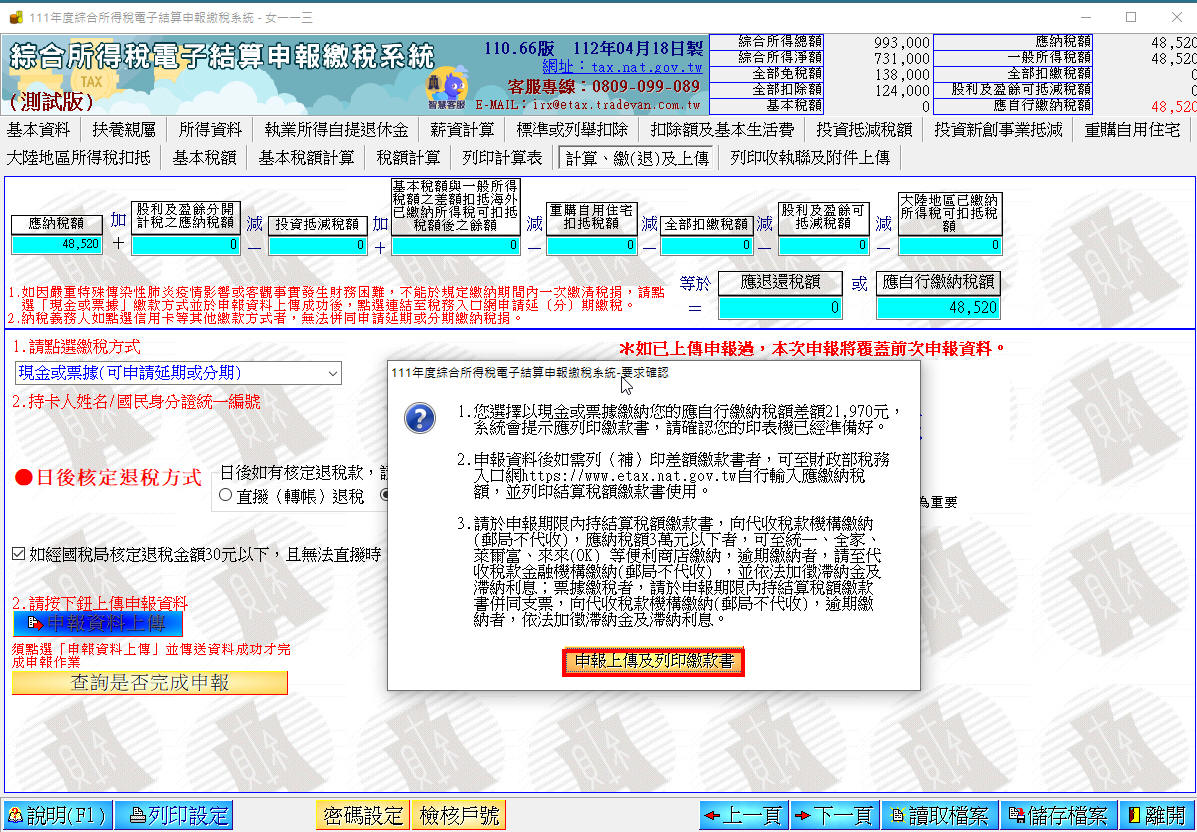 111年度綜合所得稅電子結算申報繳稅系統 - 女一一三
綜合所得稅電子結算申報繳稅系統
TAX
(測試版)
110.66版 112年04月18日製
網址：tax.nat.gov.tw
客服專線：0809-099-089
E-MAIL：irx@etax.tradevan.com.tw
智慧客服
綜合所得總額 993,000
綜合所得淨額 731,000
全部免稅額 138,000
全部扣除額 124,000
基本稅額 0
應納稅額 48,520
一般所得稅額 48,52
全部扣繳稅額 0
股利及盈餘可抵減稅額 0
應自行繳納稅額 48,520
基本資料 扶養親屬 所得資料 執業所得自提退休金 薪資計算 標準或列舉扣除 扣除額及基本生活費 投資抵減稅額 投資新創事業抵減 重購自用住宅
大陸地區所得稅扣抵 基本稅額 基本稅額計算 稅額計算 列印計算表 計算、繳(退)及上傳 列印收執聯及附件上傳
應納稅額
48,520
加
+
股利及盈餘分開
計稅之應納稅額
0
減
—
投資抵減稅額
0
加
+
基本稅額與一般所得
稅額之差額扣抵海外
已繳納所得稅可扣抵
稅額後之餘額
0
減
—
重購自用住宅
扣抵稅額
0
減
—
全部扣繳稅額
0
減
—
股利及盈餘可
抵減稅額
0
減
—
大陸地區已繳納
所得稅可扣抵稅
額
0
等於
=
應退還稅額
0
或
應自行繳納稅額
48,520
1.如因嚴重特殊傳染性肺炎疫情影響或客觀事實發生財務困難，不能於規定繳納期間內一次繳清稅捐，請點
選「現金或票據」繳款方式並於申報資料上傳成功後，點選連結至稅務入口網申請延（分）期繳稅。
2.納稅義務人如點選信用卡等其他繳款方式者，無法併同申請延期或分期繳納稅捐。
1.請點選繳稅方式
＊如已上傳申報過，本次申報將覆蓋前次申報資料。
現金或票據(可申請延期或分期)
2.持卡人姓名/國民身分證統一編號
●日後核定退稅方式
日後如有核定退稅款，
直撥（轉帳）退稅
為重要
如經國稅局核定退稅金額30元以下，且無法直撥時
2.請按下鈕上傳申報資料
申報資料上傳
須點選「申報資料上傳」並傳送資料成功才完
成申報作業
查詢是否完成申報
111年度綜合所得稅電子結算申報繳稅系統-要求確認
1.您選擇以現金或票據繳納您的應自行繳納稅額差額21,970元，
系統會提示應列印繳款書，請確認您的印表機已經準備好。
2.申報資料後如需列（補）印差額繳款書者，可至財政部稅務
入口網https://www.etax.nat.gov.tw自行輸入應繳納稅
額，並列印結算稅額繳款書使用。
3.請於申報期限內持結算稅額繳款書，向代收稅款機構繳納
(郵局不代收)，應納稅額3萬元以下者，可至統一、全家、
萊爾富、來來(OK) 等便利商店繳納，逾期繳納者，請至代
收稅款金融機構繳納(郵局不代收) ，並依法加徵滯納金及
滯納利息；票據繳稅者，請於申報期限內持結算稅額繳款
書併同支票，向代收稅款機構繳納(郵局不代收)，逾期繳
納者，依法加徵滯納金及滯納利息。
申報上傳及列印繳款書
說明(F1) 列印設定 密碼設定 檢核戶號 上一頁 下一頁 讀取檔案 儲存檔案 離開